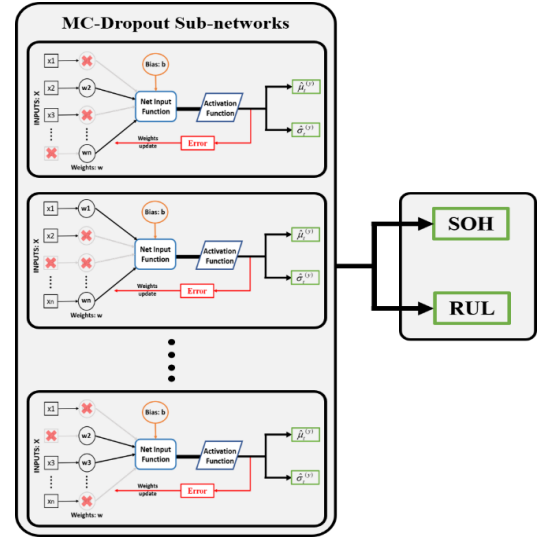 MC-Dropout Sub-networks
x1
Bias: b
x2
w2
INPUTS: X
x3
Net Input
Function
Activation
Function
μ̂ᵢ⁽ʸ⁾
σ̂ᵢ⁽ʸ⁾
wn
Weights
update
Error
Weights: w
x1
w1
Bias: b
x2
INPUTS: X
Net Input
Function
Activation
Function
μ̂ᵢ⁽ʸ⁾
σ̂ᵢ⁽ʸ⁾
xn
wn
Weights
update
Error
Weights: w
SOH
RUL
x1
Bias: b
w2
INPUTS: X
x3
w3
Net Input
Function
Activation
Function
μ̂ᵢ⁽ʸ⁾
σ̂ᵢ⁽ʸ⁾
xn
Weights
update
Error
Weights: w